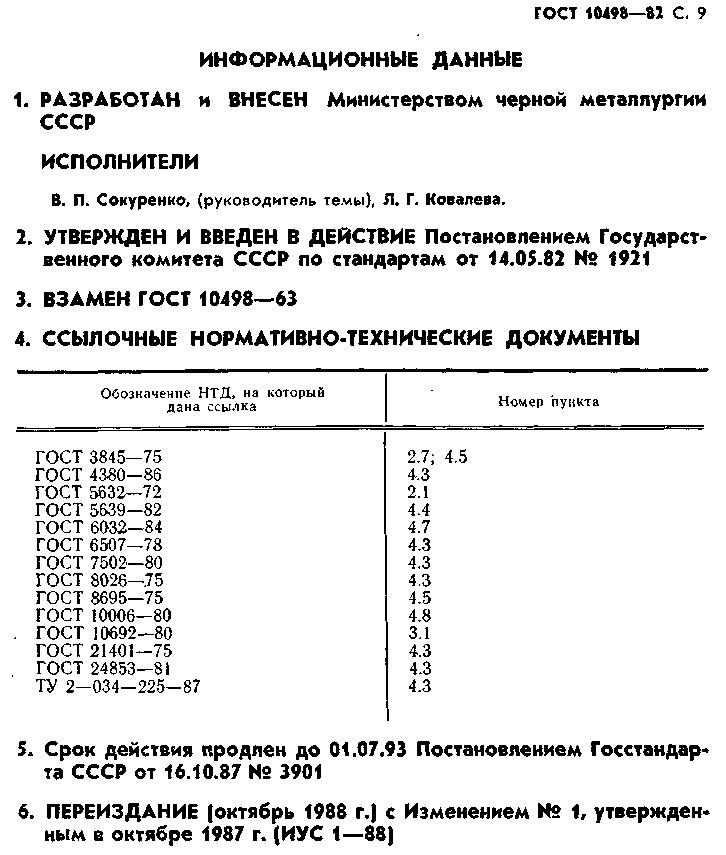 ГОСТ 10498—82 С. 9
ИНФОРМАЦИОННЫЕ ДАННЫЕ
1. РАЗРАБОТАН и ВНЕСЕН Министерством черной металлургии
СССР
ИСПОЛНИТЕЛИ
В. П. Сокуренко, (руководитель темы), Л. Г. Ковалева.
2. УТВЕРЖДЕН И ВВЕДЕН В ДЕЙСТВИЕ Постановлением Государст-
венного комитета СССР по стандартам от 14.05.82 № 1921
3. ВЗАМЕН ГОСТ 10498—63
4. ССЫЛОЧНЫЕ НОРМАТИВНО-ТЕХНИЧЕСКИЕ ДОКУМЕНТЫ
Обозначение НТД, на который
дана ссылка
Номер пункта
ГОСТ 3845—75 2.7; 4.5
ГОСТ 4380—86 4.3
ГОСТ 5632—72 2.1
ГОСТ 5639—82 4.4
ГОСТ 6032—84 4.7
ГОСТ 6507—78 4.3
ГОСТ 7502—80 4.3
ГОСТ 8026—75 4.3
ГОСТ 8695—75 4.5
ГОСТ 10006—80 4.8
ГОСТ 10692—80 3.1
ГОСТ 21401—75 4.3
ГОСТ 24853—81 4.3
ТУ 2—034—225—87 4.3
5. Срок действия продлен до 01.07.93 Постановлением Госстандар-
та СССР от 16.10.87 № 3901
6. ПЕРЕИЗДАНИЕ (октябрь 1988 г.) с Изменением № 1, утвержден-
ным в октябре 1987 г. (ИУС 1—88)